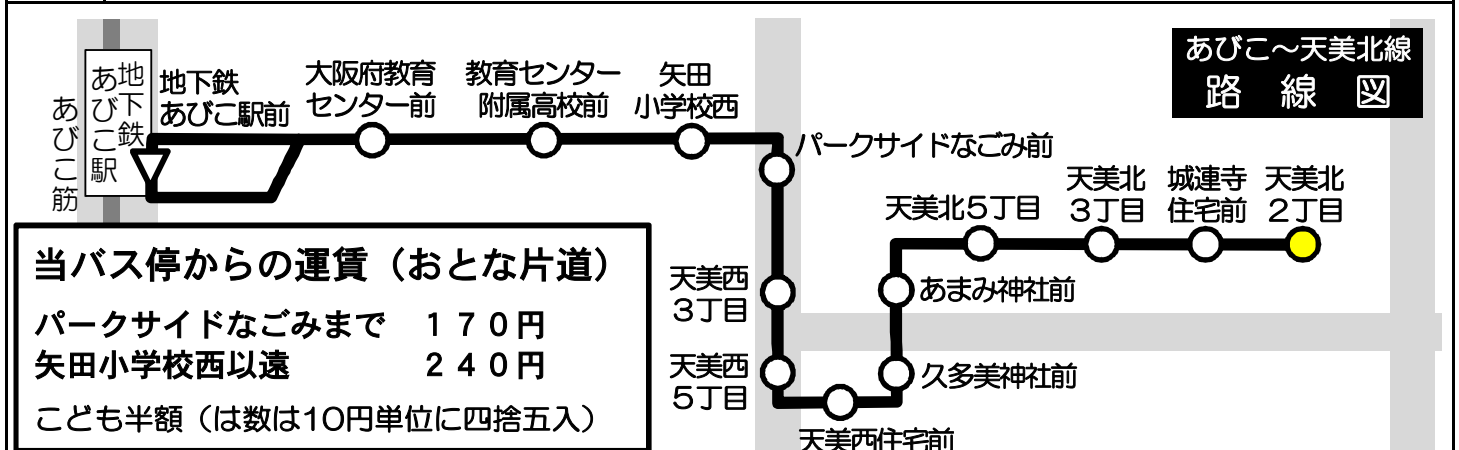 あびこ～天美北線
路線図
地下鉄
あびこ駅
あびこ筋
地下鉄
あびこ駅前
大阪府教育
センター前
教育センター
附属高校前
矢田
小学校西
パークサイドなごみ前
天美西
3丁目
天美西
5丁目
天美西住宅前
久多美神社前
あまみ神社前
天美北5丁目
天美北
3丁目
城連寺
住宅前
天美北
2丁目
当バス停からの運賃（おとな片道）
パークサイドなごみまで　１７０円
矢田小学校西以遠　２４０円
こども半額（は数は10円単位に四捨五入）